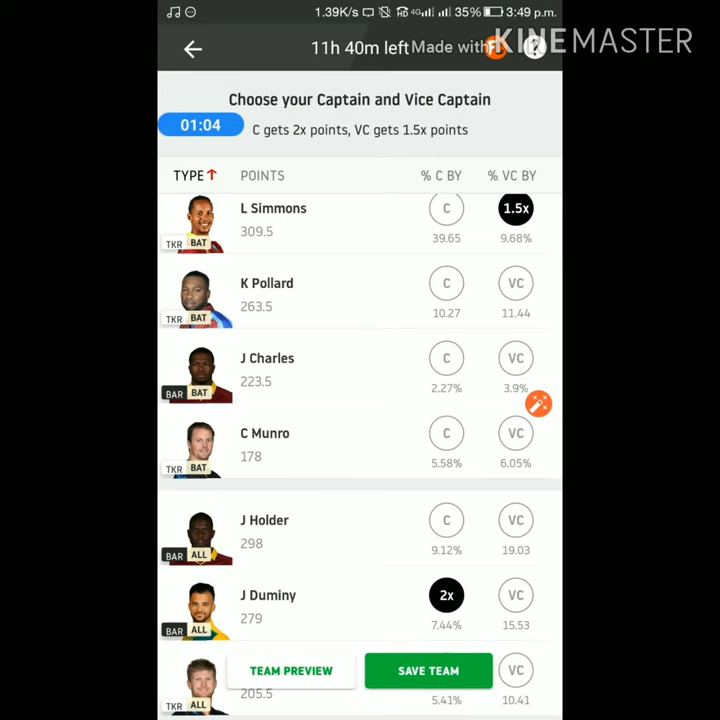 1.39K/s HD 4G 35% 3:49 p.m.
11h 40m left Made with
KINEMASTER
Choose your Captain and Vice Captain
01:04
C gets 2x points, VC gets 1.5x points
TYPE POINTS % C BY % VC BY
L Simmons C 1.5x
309.5
TKR BAT 39.65 9.68%
K Pollard C VC
263.5
TKR BAT 10.27 11.44
J Charles C VC
223.5
BAR BAT 2.27% 3.9%
C Munro C VC
178
TKR BAT 5.58% 6.05%
J Holder C VC
298
BAR ALL 9.12% 19.03
J Duminy 2x VC
279
BAR ALL 7.44% 15.53
TEAM PREVIEW SAVE TEAM VC
205.5
TKR ALL 5.41% 10.41